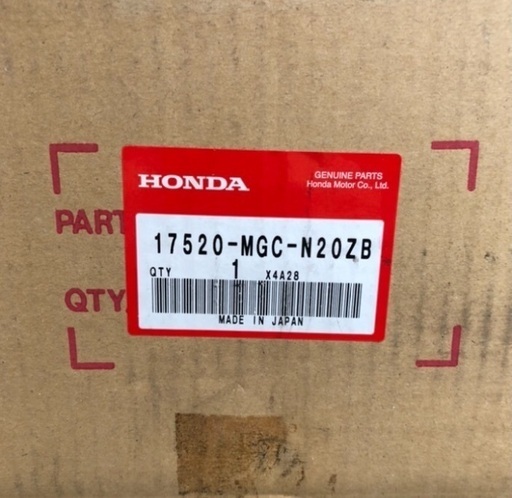 HONDA
GENUINE PARTS
Honda Motor Co., Ltd.
PART
17520-MGC-N20ZB
QTY 1 X4A28
QTY
MADE IN JAPAN